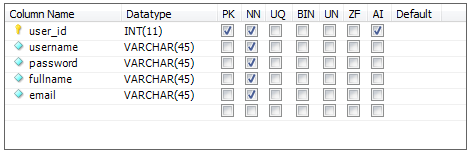 Column Name Datatype PK NN UQ BIN UN ZF AI Default
user_id INT(11)
username VARCHAR(45)
password VARCHAR(45)
fullname VARCHAR(45)
email VARCHAR(45)